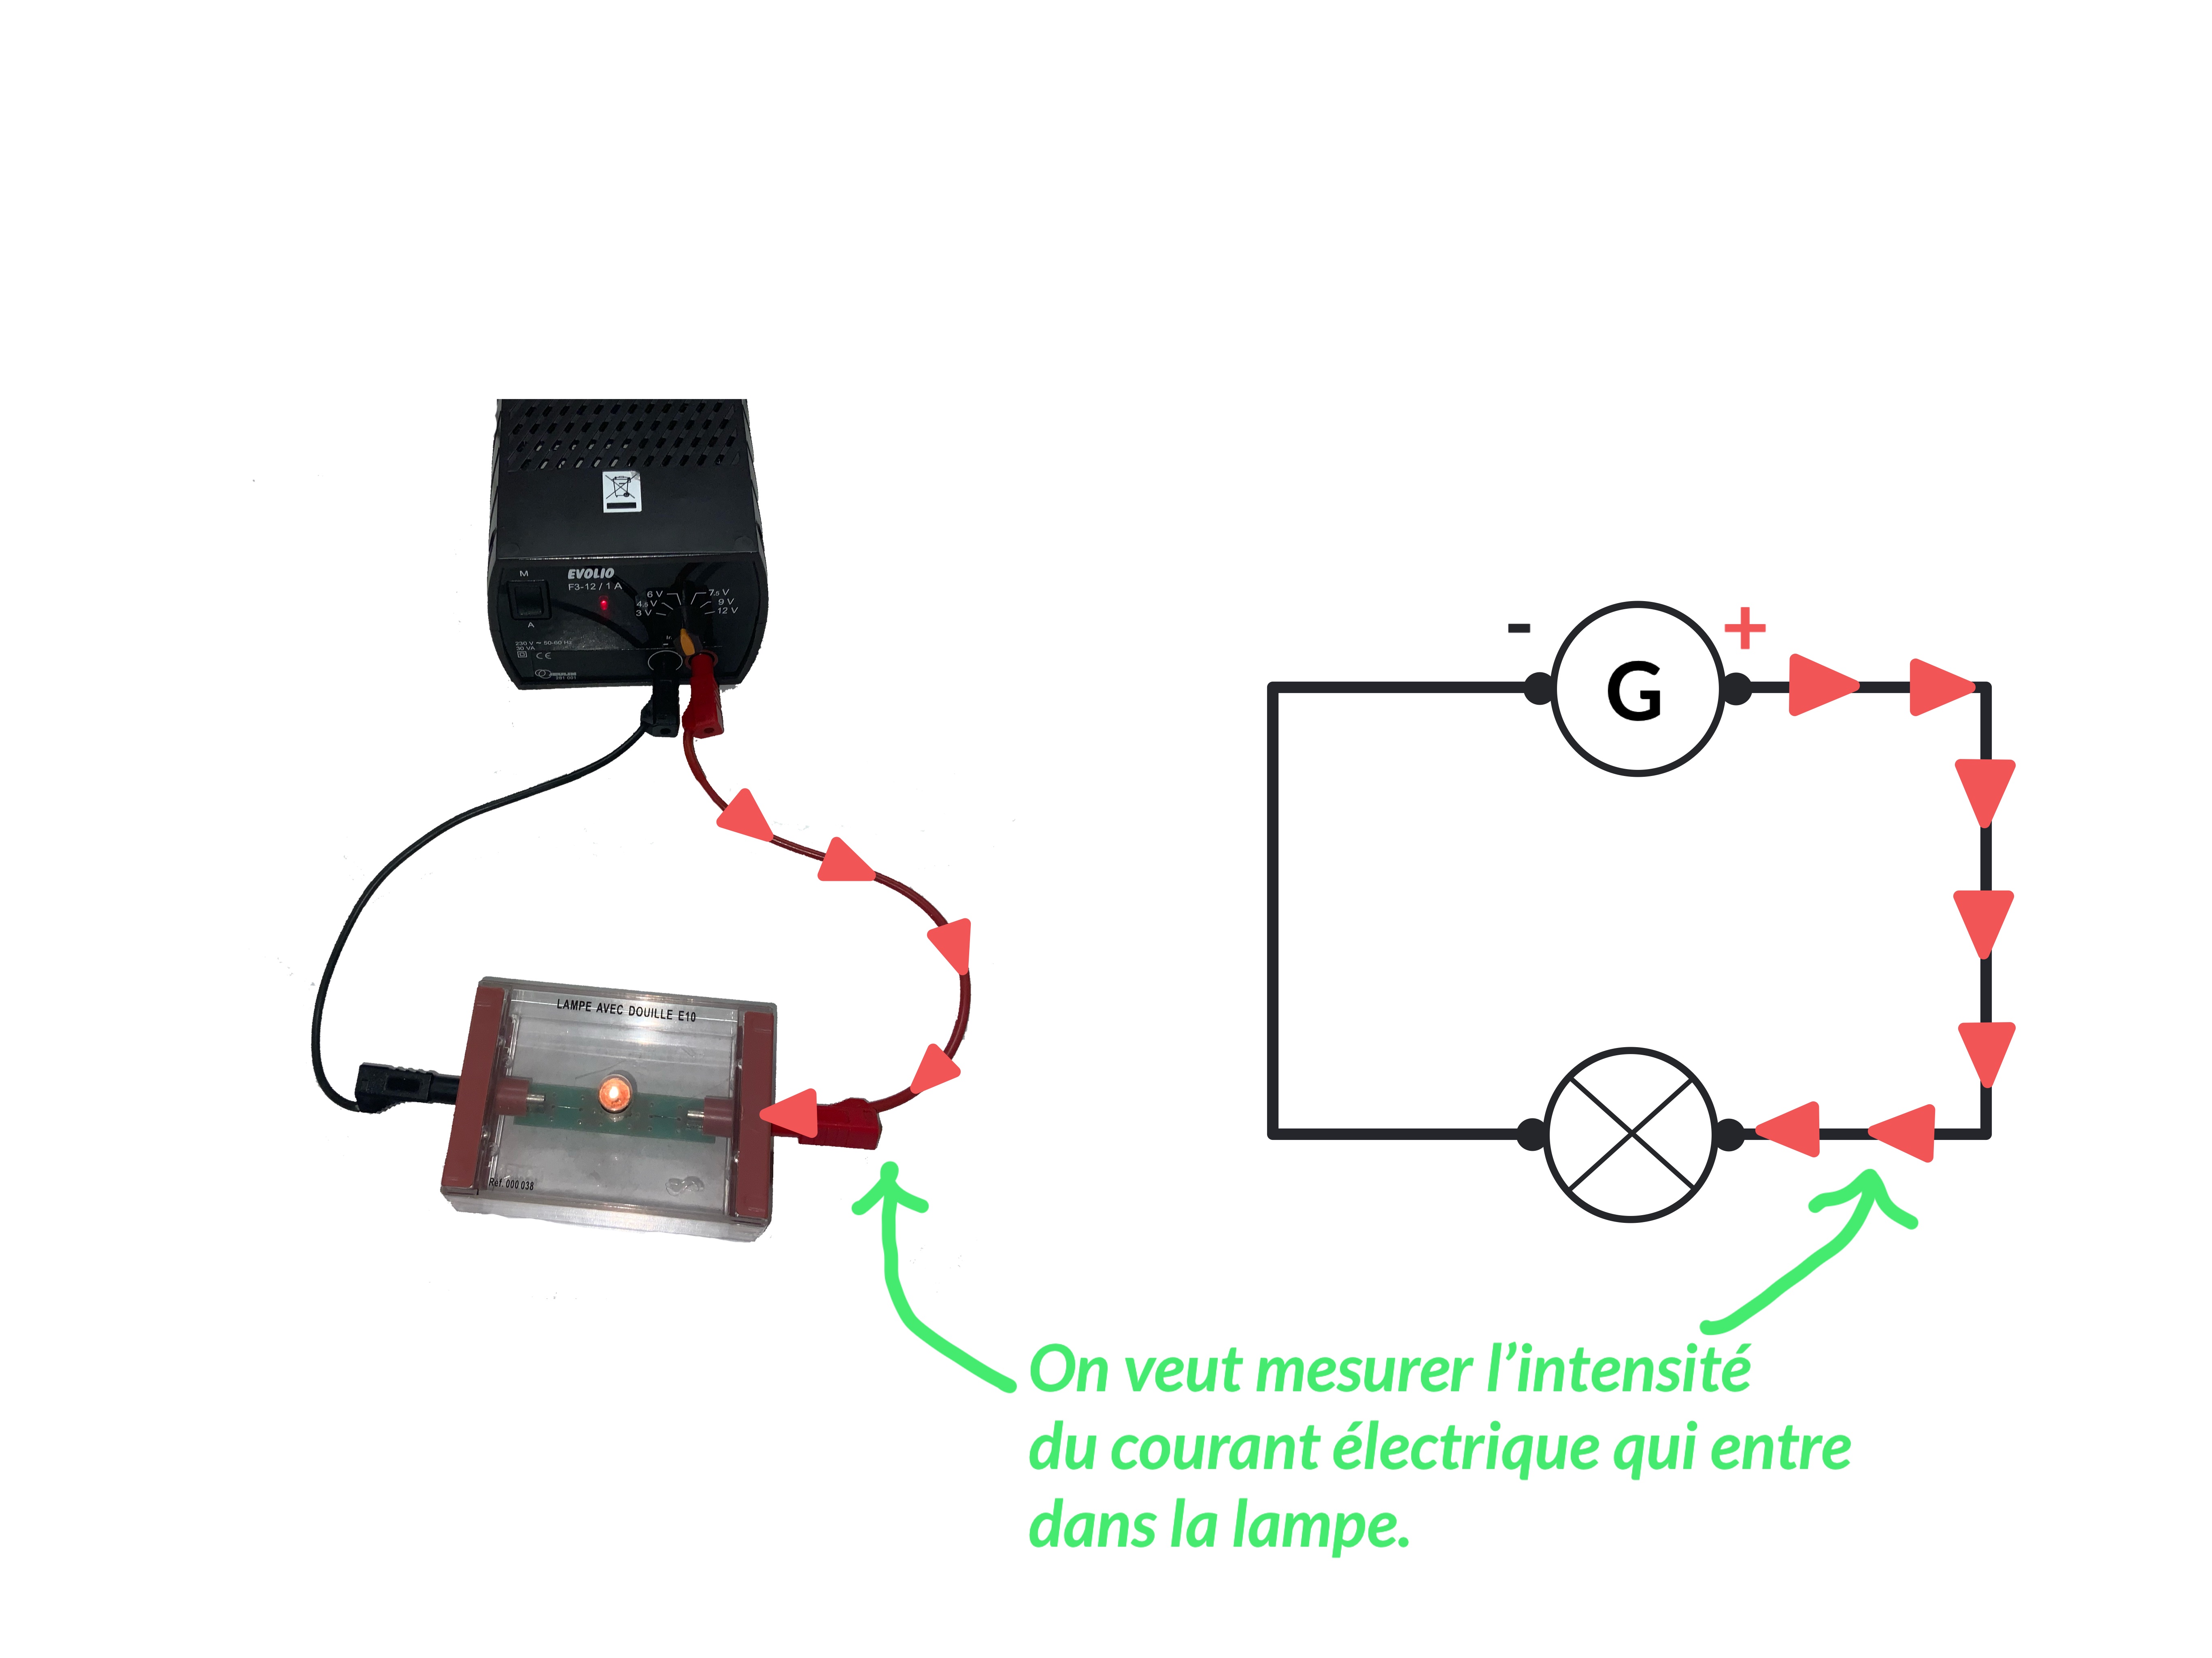 M
EVOLIO
F3-12 / 1 A
6 V
7.5 V
4.5 V
9 V
3 V
12 V
A
230 V ~ 50-60 Hz
30 VA
CE
LAMPE AVEC DOUILLE E10
Réf. 000 038
-
+
G
On veut mesurer l’intensité
du courant électrique qui entre
dans la lampe.